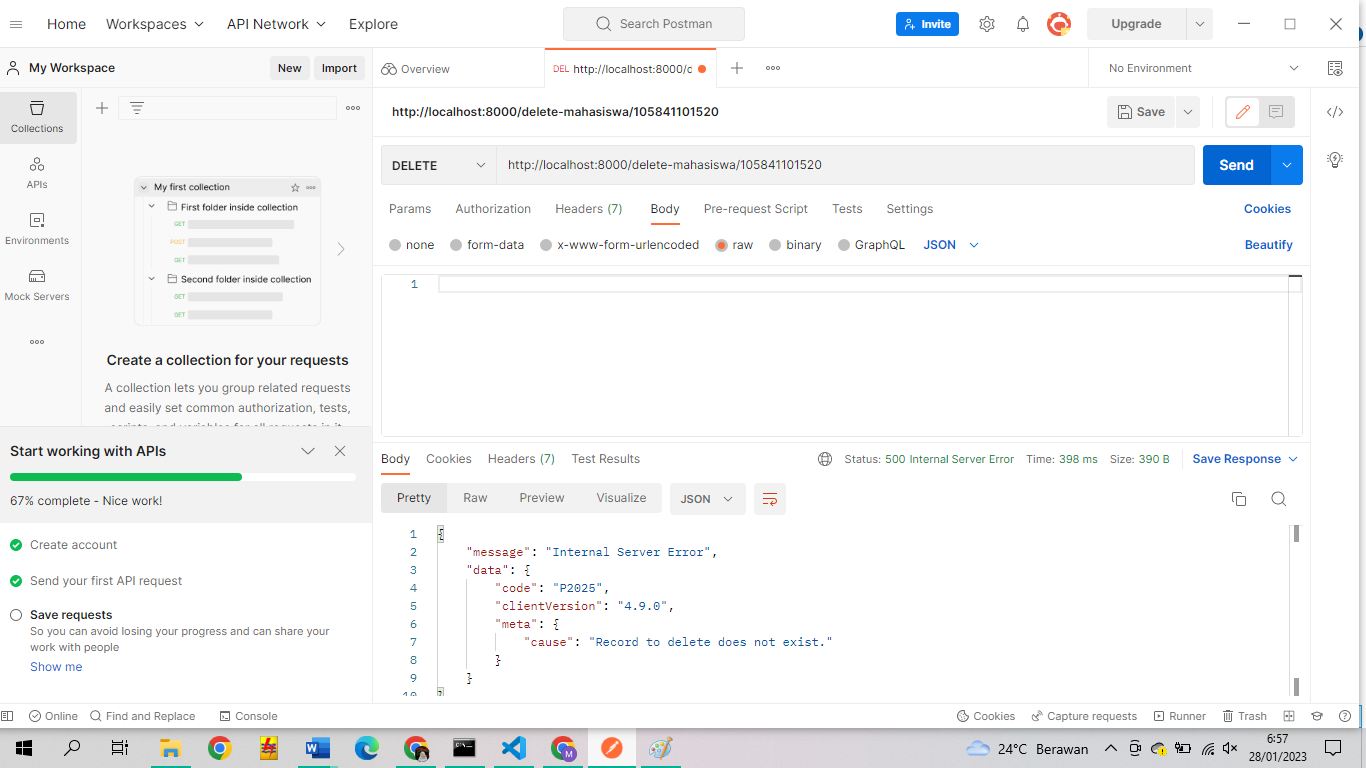 Home Workspaces API Network Explore Search Postman Invite Upgrade
My Workspace New Import Overview DEL http://localhost:8000/d No Environment
Collections
APIs
Environments
Mock Servers
My first collection
First folder inside collection
GET
POST
GET
Second folder inside collection
GET
GET
Create a collection for your requests
A collection lets you group related requests
and easily set common authorization, tests,
scripts, and variables for all requests in it.
Start working with APIs
67% complete - Nice work!
Create account
Send your first API request
Save requests
So you can avoid losing your progress and can share your
work with people
Show me
http://localhost:8000/delete-mahasiswa/105841101520 Save
DELETE http://localhost:8000/delete-mahasiswa/105841101520 Send
Params Authorization Headers (7) Body Pre-request Script Tests Settings Cookies
none form-data x-www-form-urlencoded raw binary GraphQL JSON Beautify
1
Body Cookies Headers (7) Test Results Status: 500 Internal Server Error Time: 398 ms Size: 390 B Save Response
Pretty Raw Preview Visualize JSON
1 {
2 "message": "Internal Server Error",
3 "data": {
4 "code": "P2025",
5 "clientVersion": "4.9.0",
6 "meta": {
7 "cause": "Record to delete does not exist."
8 }
9 }
10 }
Online Find and Replace Console Cookies Capture requests Runner Trash
24°C Berawan 6:57
28/01/2023